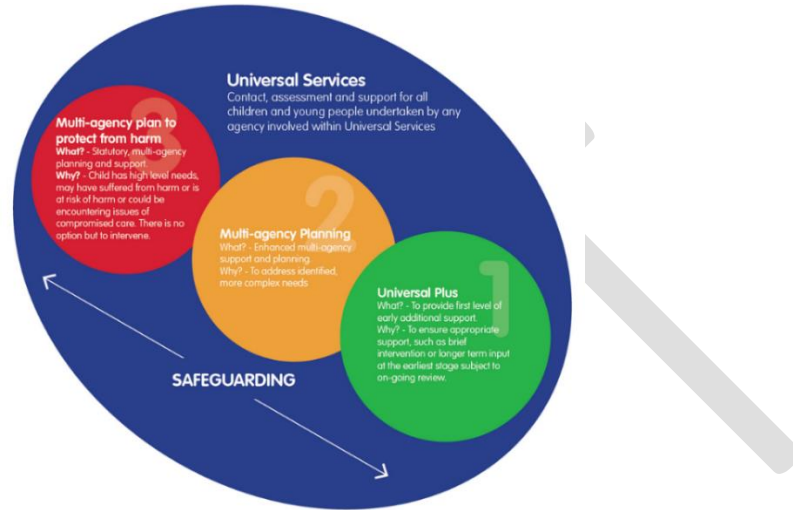 Universal Services
Contact, assessment and support for all
children and young people undertaken by any
agency involved within Universal Services
3
Multi-agency plan to
protect from harm
What? - Statutory, multi-agency
planning and support.
Why? - Child has high level needs,
may have suffered from harm or is
at risk of harm or could be
encountering issues of
compromised care. There is no
option but to intervene.
2
Multi-agency Planning
What? - Enhanced multi-agency
support and planning
Why? - To address identified,
more complex needs
1
Universal Plus
What? - To provide first level of
early additional support.
Why? - To ensure appropriate
support, such as brief
intervention or longer term input
at the earliest stage subject to
on-going review.
SAFEGUARDING